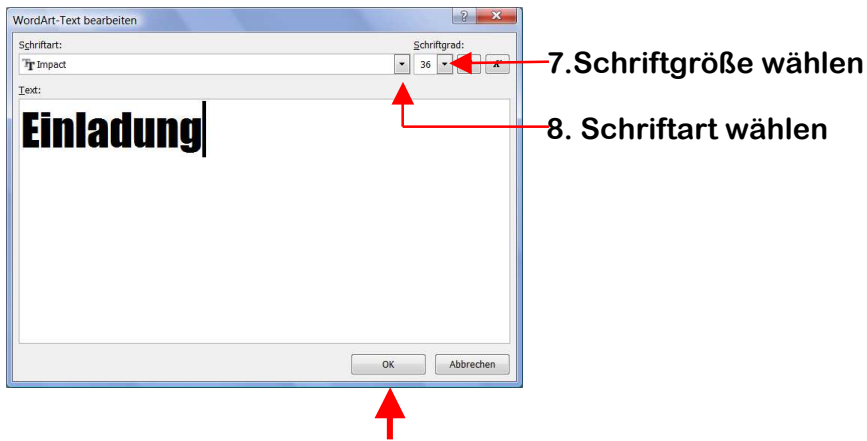 WordArt-Text bearbeiten
Schriftart:
Schriftgrad:
Impact
36
7.Schriftgröße wählen
Text:
Einladung
8. Schriftart wählen
OK
Abbrechen